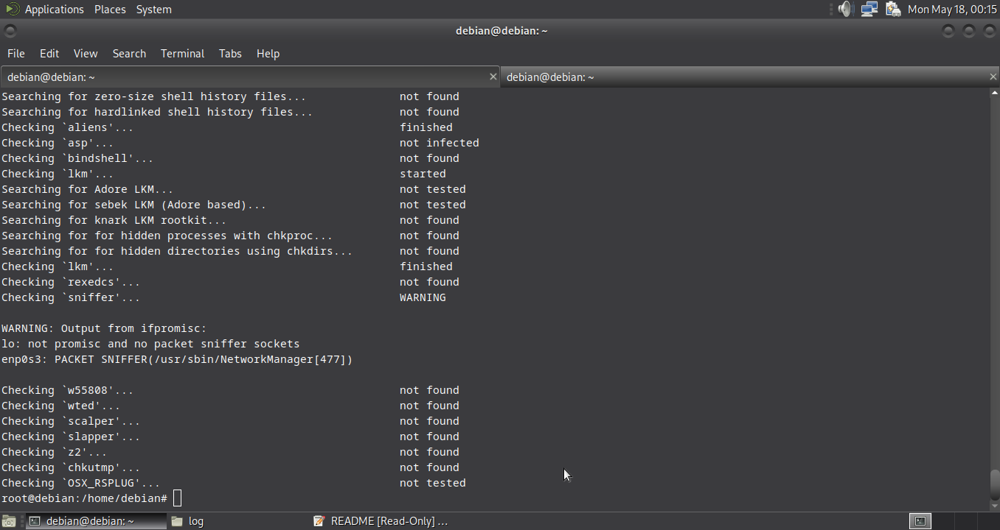 Applications Places System Mon May 18, 00:15
debian@debian: ~
File Edit View Search Terminal Tabs Help
debian@debian: ~ debian@debian: ~
Searching for zero-size shell history files... not found
Searching for hardlinked shell history files... not found
Checking `aliens'... finished
Checking `asp'... not infected
Checking `bindshell'... not found
Checking `lkm'... started
Searching for Adore LKM... not tested
Searching for sebek LKM (Adore based)... not tested
Searching for knark LKM rootkit... not found
Searching for for hidden processes with chkproc... not found
Searching for for hidden directories using chkdirs... not found
Checking `lkm'... finished
Checking `rexedcs'... not found
Checking `sniffer'... WARNING
WARNING: Output from ifpromisc:
lo: not promisc and no packet sniffer sockets
enp0s3: PACKET SNIFFER(/usr/sbin/NetworkManager[477])
Checking `w55808'... not found
Checking `wted'... not found
Checking `scalper'... not found
Checking `slapper'... not found
Checking `z2'... not found
Checking `chkutmp'... not found
Checking `OSX_RSPLUG'... not tested
root@debian:/home/debian#
debian@debian: ~ log README [Read-Only] ...